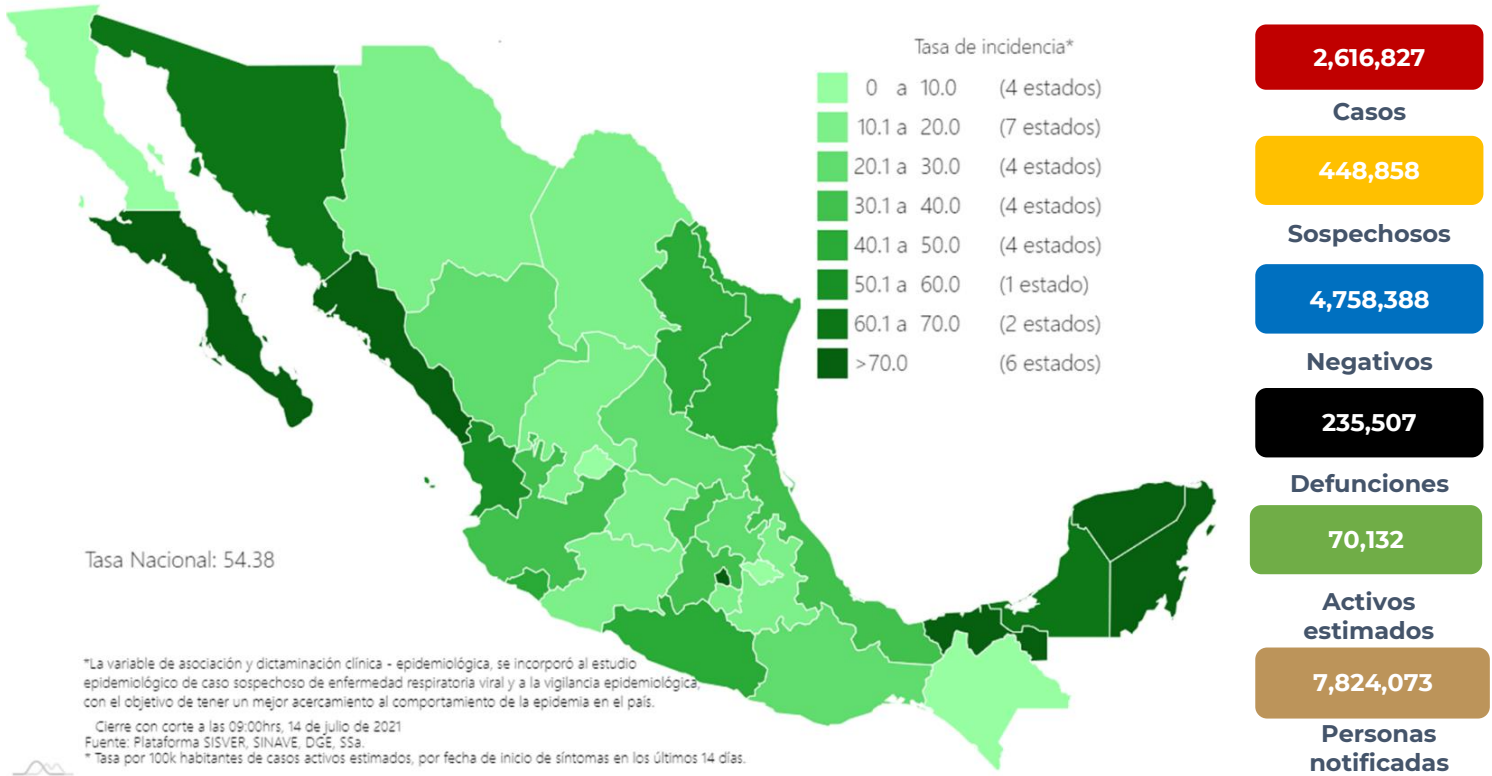 Tasa de incidencia*
0 a 10.0 (4 estados)
10.1 a 20.0 (7 estados)
20.1 a 30.0 (4 estados)
30.1 a 40.0 (4 estados)
40.1 a 50.0 (4 estados)
50.1 a 60.0 (1 estado)
60.1 a 70.0 (2 estados)
>70.0 (6 estados)
2,616,827
Casos
448,858
Sospechosos
4,758,388
Negativos
235,507
Defunciones
70,132
Activos
estimados
7,824,073
Personas
notificadas
Tasa Nacional: 54.38
*La variable de asociación y dictaminación clínica - epidemiológica, se incorporó al estudio
epidemiológico de caso sospechoso de enfermedad respiratoria viral y a la vigilancia epidemiológica,
con el objetivo de tener un mejor acercamiento al comportamiento de la epidemia en el país.
Cierre con corte a las 09:00hrs, 14 de julio de 2021
Fuente: Plataforma SISVER, SINAVE, DGE, SSa.
* Tasa por 100k habitantes de casos activos estimados, por fecha de inicio de síntomas en los últimos 14 días.